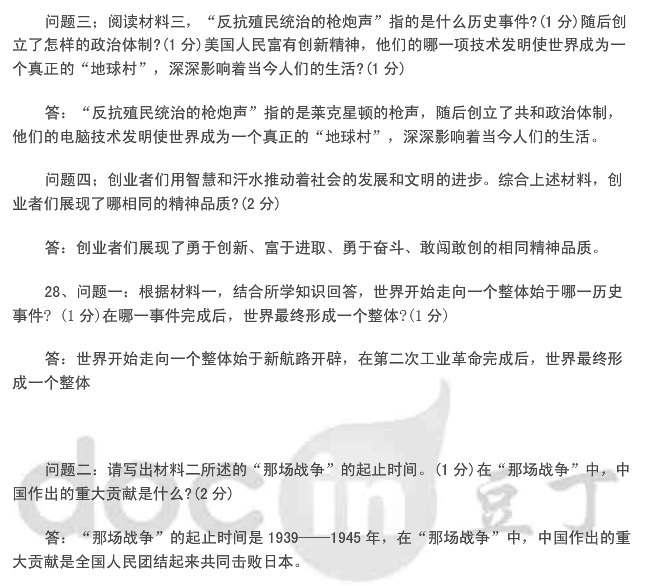 问题三；阅读材料三，“反抗殖民统治的枪炮声”指的是什么历史事件?(1 分)随后创
立了怎样的政治体制?(1 分)美国人民富有创新精神，他们的哪一项技术发明使世界成为一
个真正的“地球村”，深深影响着当今人们的生活?(1 分)
答：“反抗殖民统治的枪炮声”指的是莱克星顿的枪声，随后创立了共和政治体制，
他们的电脑技术发明使世界成为一个真正的“地球村”，深深影响着当今人们的生活。
问题四；创业者们用智慧和汗水推动着社会的发展和文明的进步。综合上述材料，创
业者们展现了哪相同的精神品质?(2 分)
答：创业者们展现了勇于创新、富于进取、勇于奋斗、敢闯敢创的相同精神品质。
28、问题一：根据材料一，结合所学知识回答，世界开始走向一个整体始于哪一历史
事件? (1 分)在哪一事件完成后，世界最终形成一个整体?(1 分)
答：世界开始走向一个整体始于新航路开辟，在第二次工业革命完成后，世界最终形
成一个整体
问题二：请写出材料二所述的“那场战争”的起止时间。(1 分)在“那场战争”中，中
国作出的重大贡献是什么?(2 分)
答：“那场战争”的起止时间是 1939——1945 年，在“那场战争”中，中国作出的重
大贡献是全国人民团结起来共同击败日本。
docin 豆丁